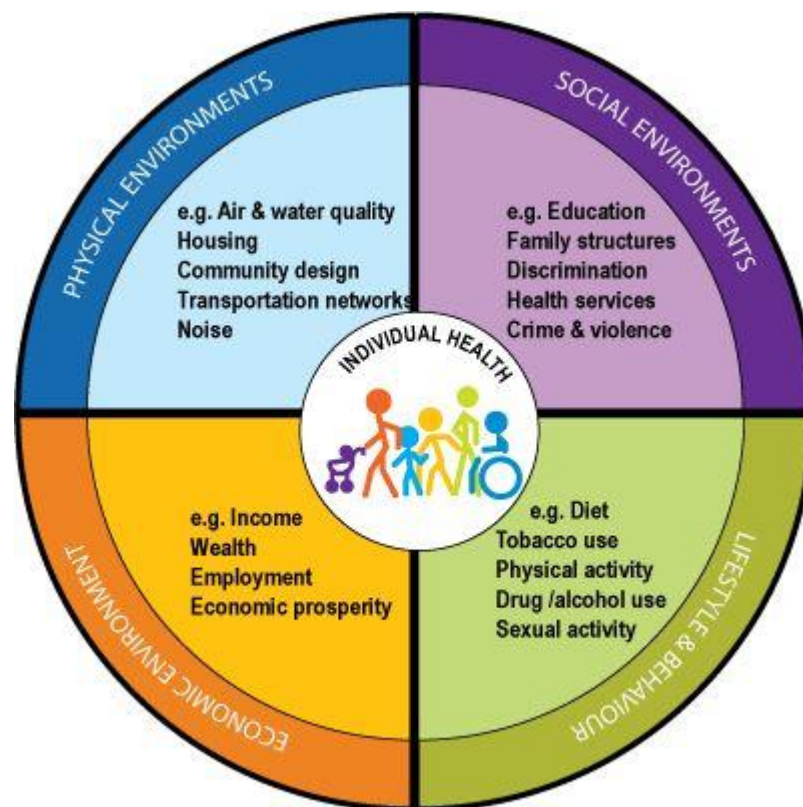 PHYSICAL ENVIRONMENTS
e.g. Air & water quality
Housing
Community design
Transportation networks
Noise
SOCIAL ENVIRONMENTS
e.g. Education
Family structures
Discrimination
Health services
Crime & violence
INDIVIDUAL HEALTH
ECONOMIC ENVIRONMENT
e.g. Income
Wealth
Employment
Economic prosperity
LIFESTYLE & BEHAVIOUR
e.g. Diet
Tobacco use
Physical activity
Drug /alcohol use
Sexual activity